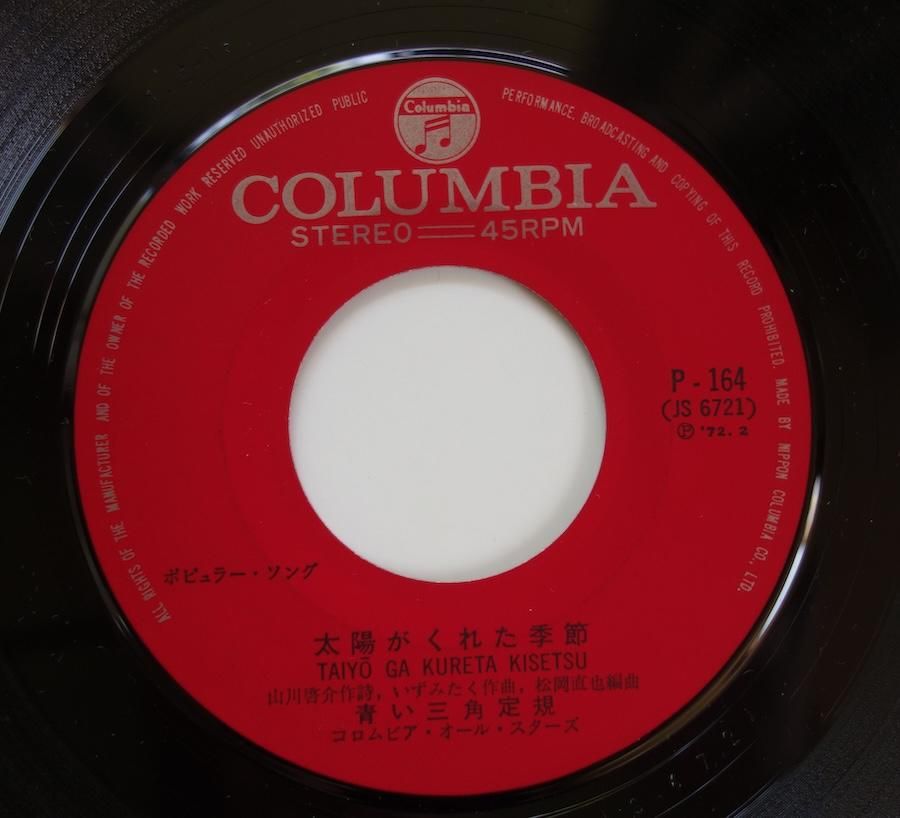 ALL RIGHTS OF THE MANUFACTURER AND OF THE OWNER OF THE RECORDED WORK RESERVED UNAUTHORIZED PUBLIC PERFORMANCE, BROADCASTING AND COPYING OF THIS RECORD PROHIBITED. MADE BY NIPPON COLUMBIA CO., LTD.
Columbia
COLUMBIA
STEREO 45RPM
P-164
(JS 6721)
Ⓟ '72.2
ポピュラー・ソング
太陽がくれた季節
TAIYŌ GA KURETA KISETSU
山川啓介作詩，いずみたく作曲，松岡直也編曲
青い三角定規
コロムビア・オール・スターズ